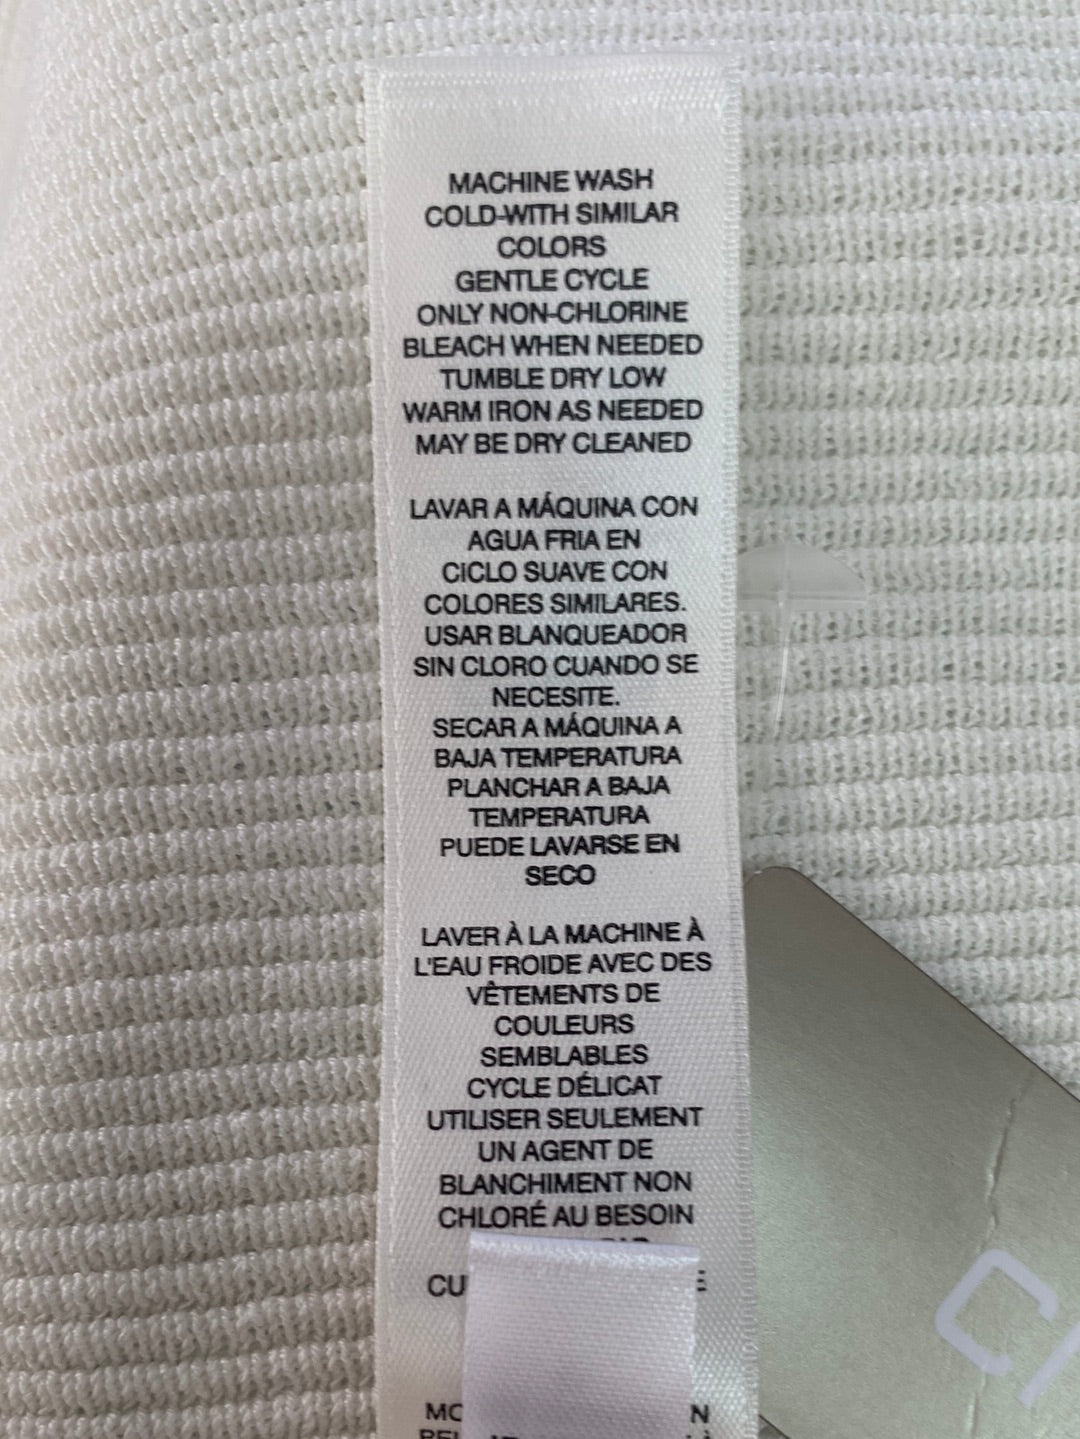 MACHINE WASH
COLD-WITH SIMILAR
COLORS
GENTLE CYCLE
ONLY NON-CHLORINE
BLEACH WHEN NEEDED
TUMBLE DRY LOW
WARM IRON AS NEEDED
MAY BE DRY CLEANED
LAVAR A MÁQUINA CON
AGUA FRIA EN
CICLO SUAVE CON
COLORES SIMILARES.
USAR BLANQUEADOR
SIN CLORO CUANDO SE
NECESITE.
SECAR A MÁQUINA A
BAJA TEMPERATURA
PLANCHAR A BAJA
TEMPERATURA
PUEDE LAVARSE EN
SECO
LAVER À LA MACHINE À
L'EAU FROIDE AVEC DES
VÊTEMENTS DE
COULEURS
SEMBLABLES
CYCLE DÉLICAT
UTILISER SEULEMENT
UN AGENT DE
BLANCHIMENT NON
CHLORÉ AU BESOIN